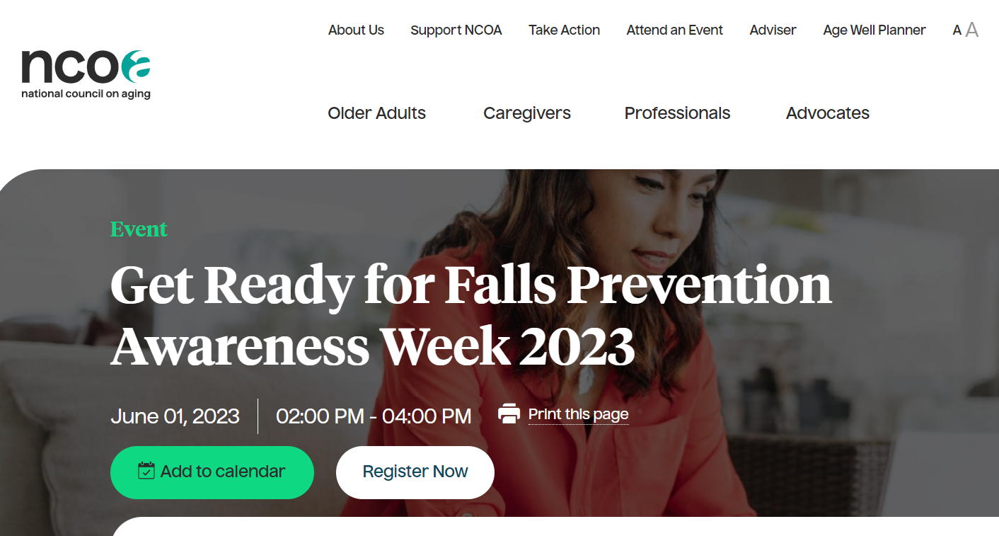 About Us Support NCOA Take Action Attend an Event Adviser Age Well Planner A A
ncoa
national council on aging
Older Adults Caregivers Professionals Advocates
Event
Get Ready for Falls Prevention
Awareness Week 2023
June 01, 2023 02:00 PM - 04:00 PM Print this page
Add to calendar Register Now